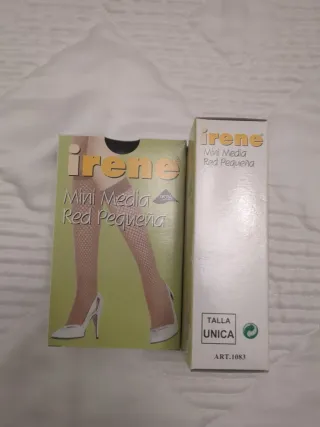 irene
Mini Media
Red Pequeña
irene
Mini Media
Red Pequeña
TALLA
UNICA
ART.1083